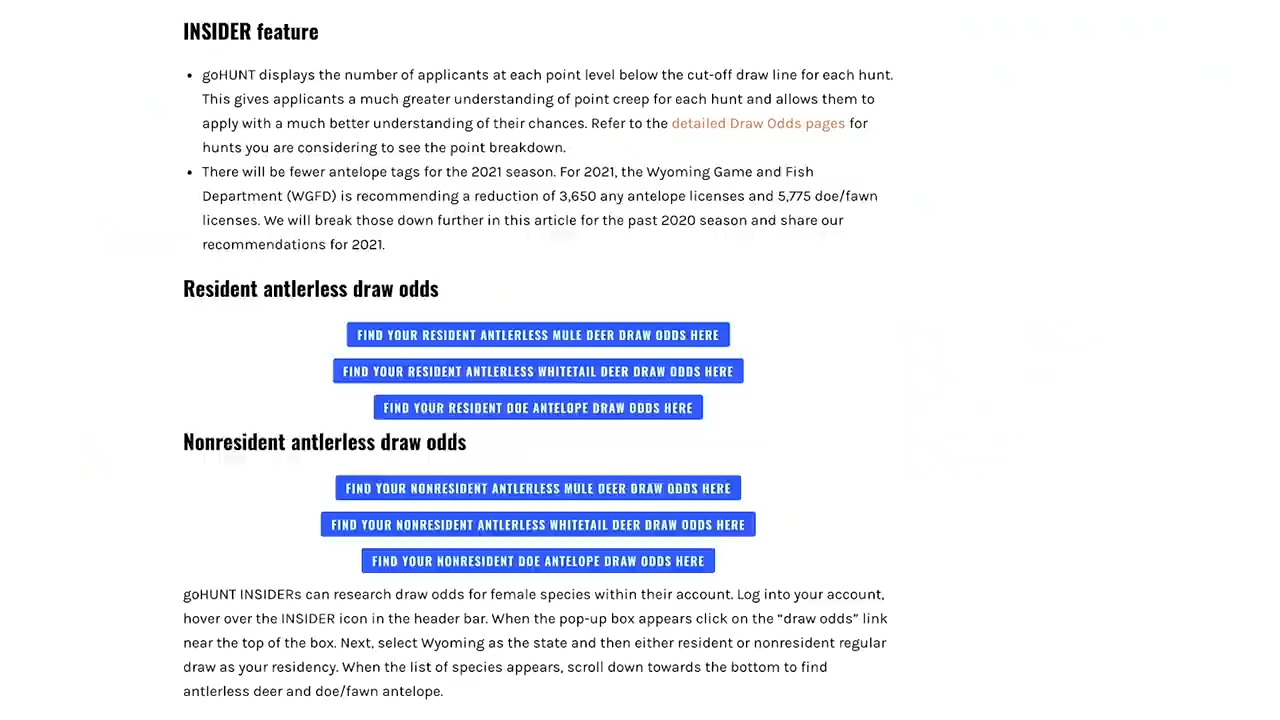 INSIDER feature
• goHUNT displays the number of applicants at each point level below the cut-off draw line for each hunt.
This gives applicants a much greater understanding of point creep for each hunt and allows them to
apply with a much better understanding of their chances. Refer to the detailed Draw Odds pages for
hunts you are considering to see the point breakdown.
• There will be fewer antelope tags for the 2021 season. For 2021, the Wyoming Game and Fish
Department (WGFD) is recommending a reduction of 3,650 any antelope licenses and 5,775 doe/fawn
licenses. We will break those down further in this article for the past 2020 season and share our
recommendations for 2021.
Resident antlerless draw odds
FIND YOUR RESIDENT ANTLERLESS MULE DEER DRAW ODDS HERE
FIND YOUR RESIDENT ANTLERLESS WHITETAIL DEER DRAW ODDS HERE
FIND YOUR RESIDENT DOE ANTELOPE DRAW ODDS HERE
Nonresident antlerless draw odds
FIND YOUR NONRESIDENT ANTLERLESS MULE DEER DRAW ODDS HERE
FIND YOUR NONRESIDENT ANTLERLESS WHITETAIL DEER DRAW ODDS HERE
FIND YOUR NONRESIDENT DOE ANTELOPE DRAW ODDS HERE
goHUNT INSIDERs can research draw odds for female species within their account. Log into your account,
hover over the INSIDER icon in the header bar. When the pop-up box appears click on the “draw odds” link
near the top of the box. Next, select Wyoming as the state and then either resident or nonresident regular
draw as your residency. When the list of species appears, scroll down towards the bottom to find
antlerless deer and doe/fawn antelope.